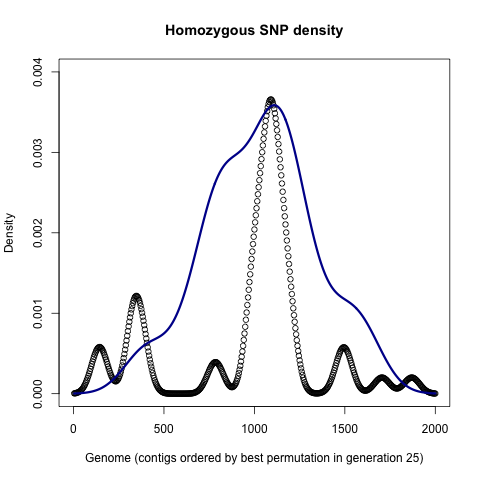 Homozygous SNP density
0.004
0.003
0.002
0.001
0.000
Density
0 500 1000 1500 2000
Genome (contigs ordered by best permutation in generation 25)